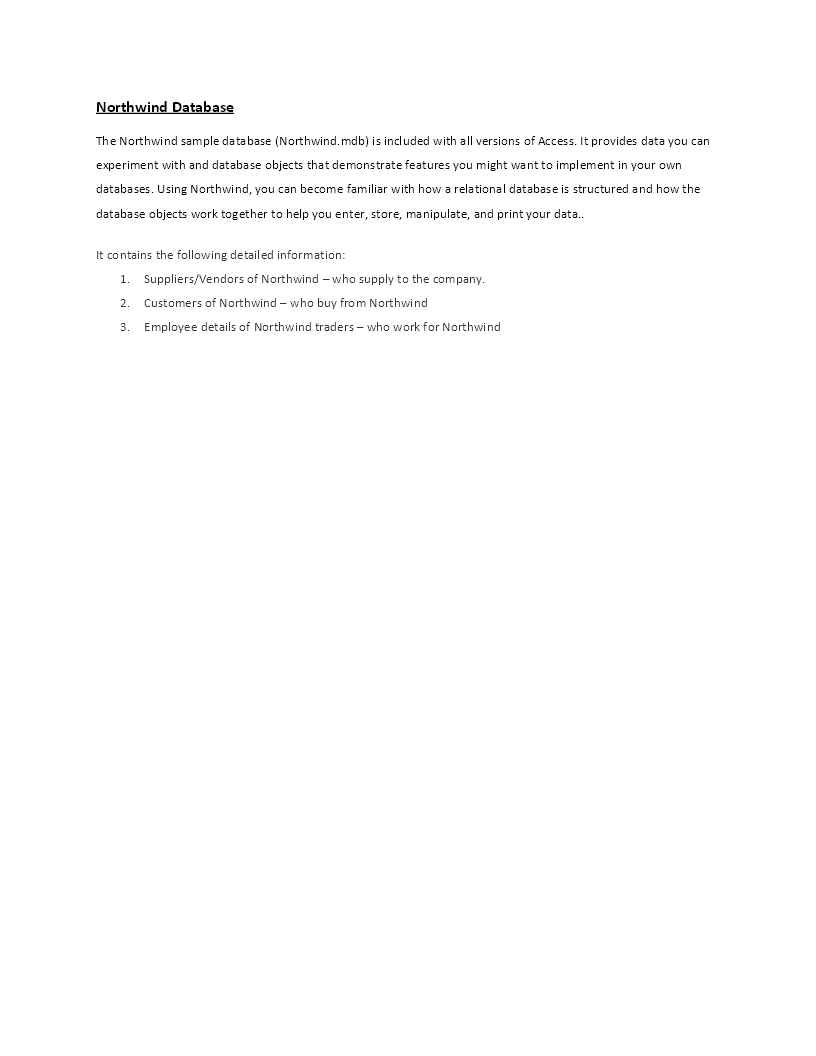 Northwind Database
The Northwind sample database (Northwind.mdb) is included with all versions of Access. It provides data you can
experiment with and database objects that demonstrate features you might want to implement in your own
databases. Using Northwind, you can become familiar with how a relational database is structured and how the
database objects work together to help you enter, store, manipulate, and print your data..
It contains the following detailed information:
1. Suppliers/Vendors of Northwind – who supply to the company.
2. Customers of Northwind – who buy from Northwind
3. Employee details of Northwind traders – who work for Northwind